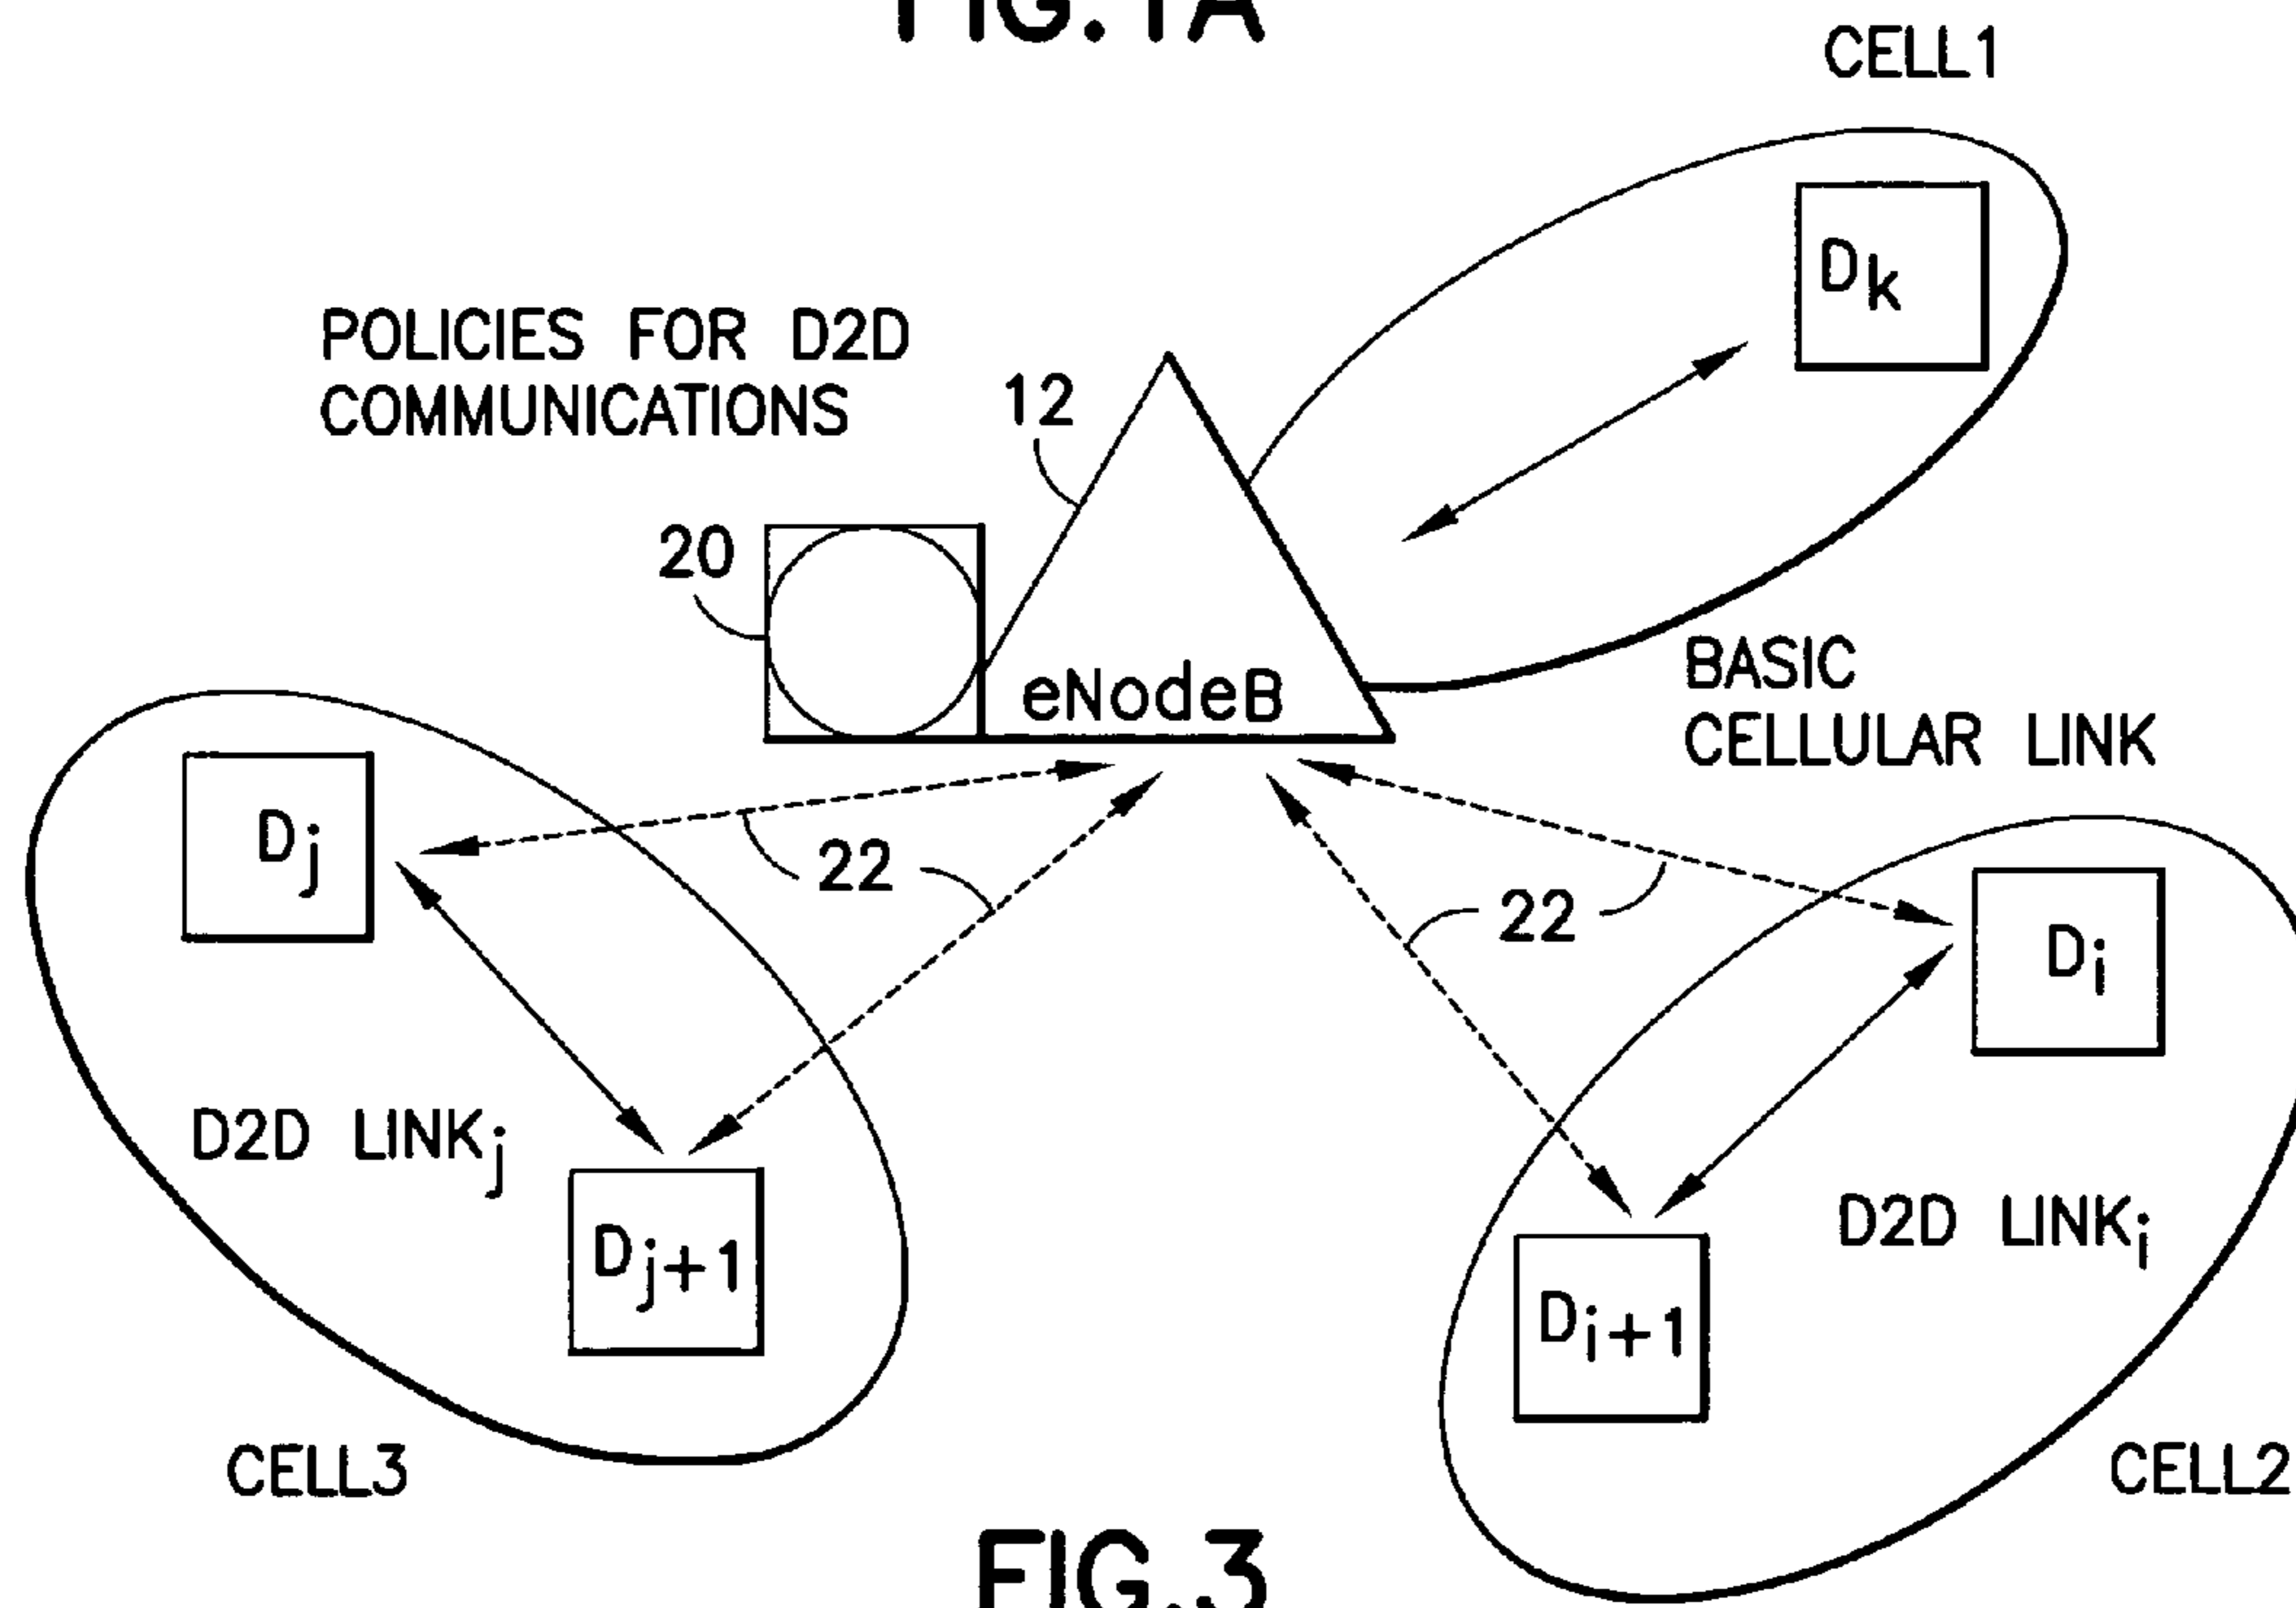 FIG.1A
CELL1
Dk
POLICIES FOR D2D
COMMUNICATIONS
12
20
eNodeB
BASIC
CELLULAR LINK
Dj
22
22
Di
D2D LINKj
Dj+1
D2D LINKi
Di+1
CELL3
CELL2
FIG.3